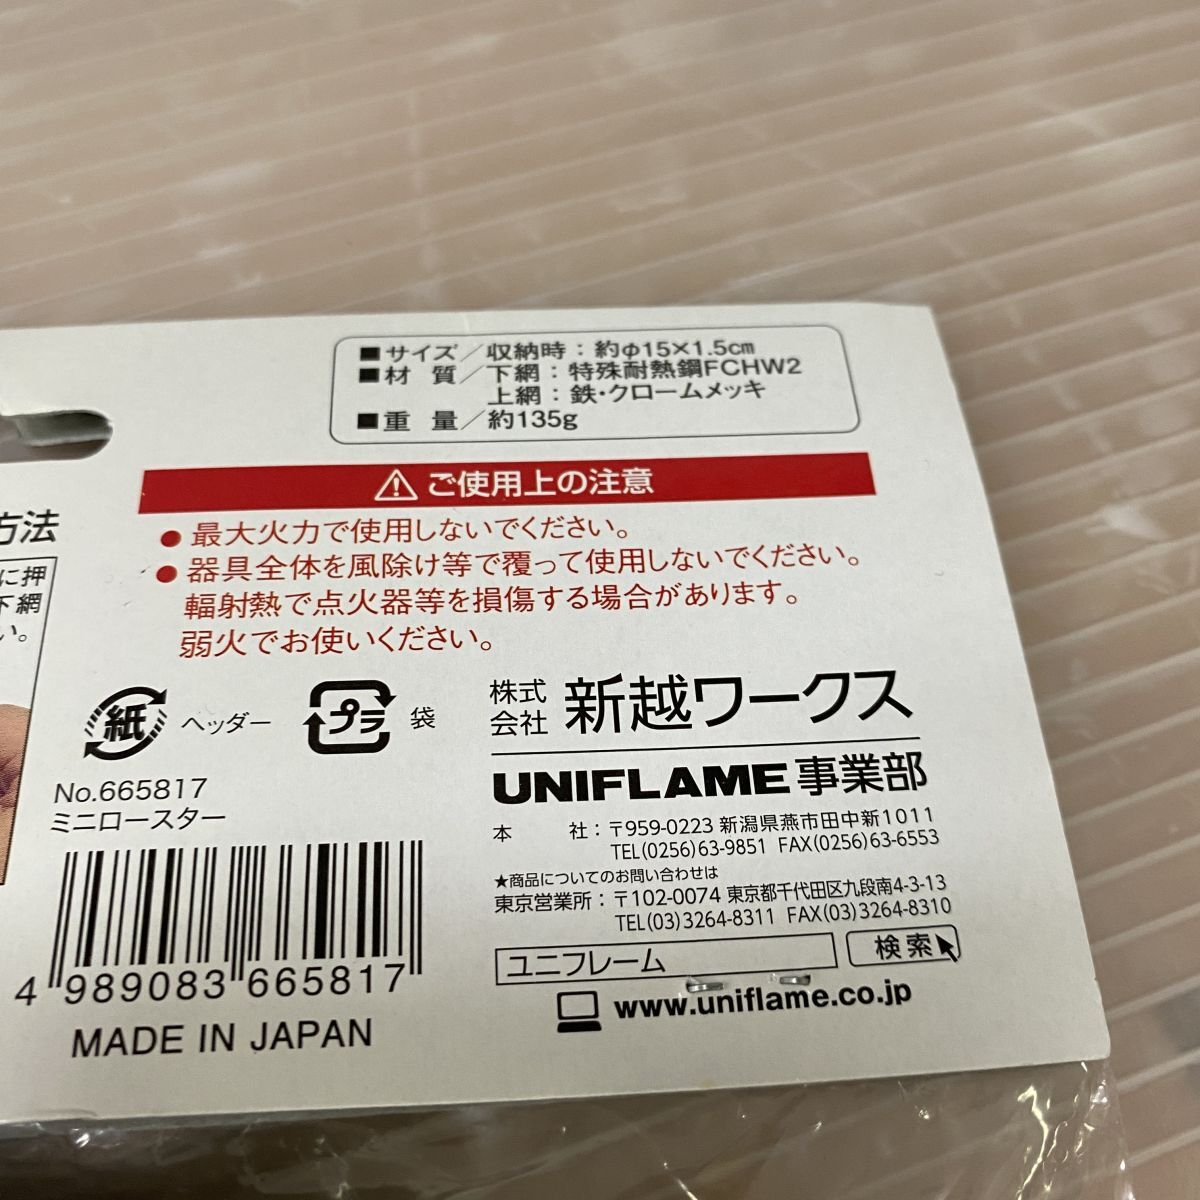 ■サイズ／収納時：約φ15×1.5cm
■材　質／下網：特殊耐熱鋼FCHW2
上網：鉄・クロームメッキ
■重　量／約135g
⚠ご使用上の注意
●最大火力で使用しないでください。
●器具全体を風除け等で覆って使用しないでください。
輻射熱で点火器等を損傷する場合があります。
弱火でお使いください。
方法
に押
下網
い。
紙 ヘッダー プラ 袋
No.665817
ミニロースター
4 989083 665817
MADE IN JAPAN
株式会社 新越ワークス
UNIFLAME事業部
本　社：〒959-0223 新潟県燕市田中新1011
TEL(0256)63-9851 FAX(0256)63-6553
★商品についてのお問い合わせは
東京営業所：〒102-0074 東京都千代田区九段南4-3-13
TEL(03)3264-8311 FAX(03)3264-8310
ユニフレーム 検索
www.uniflame.co.jp